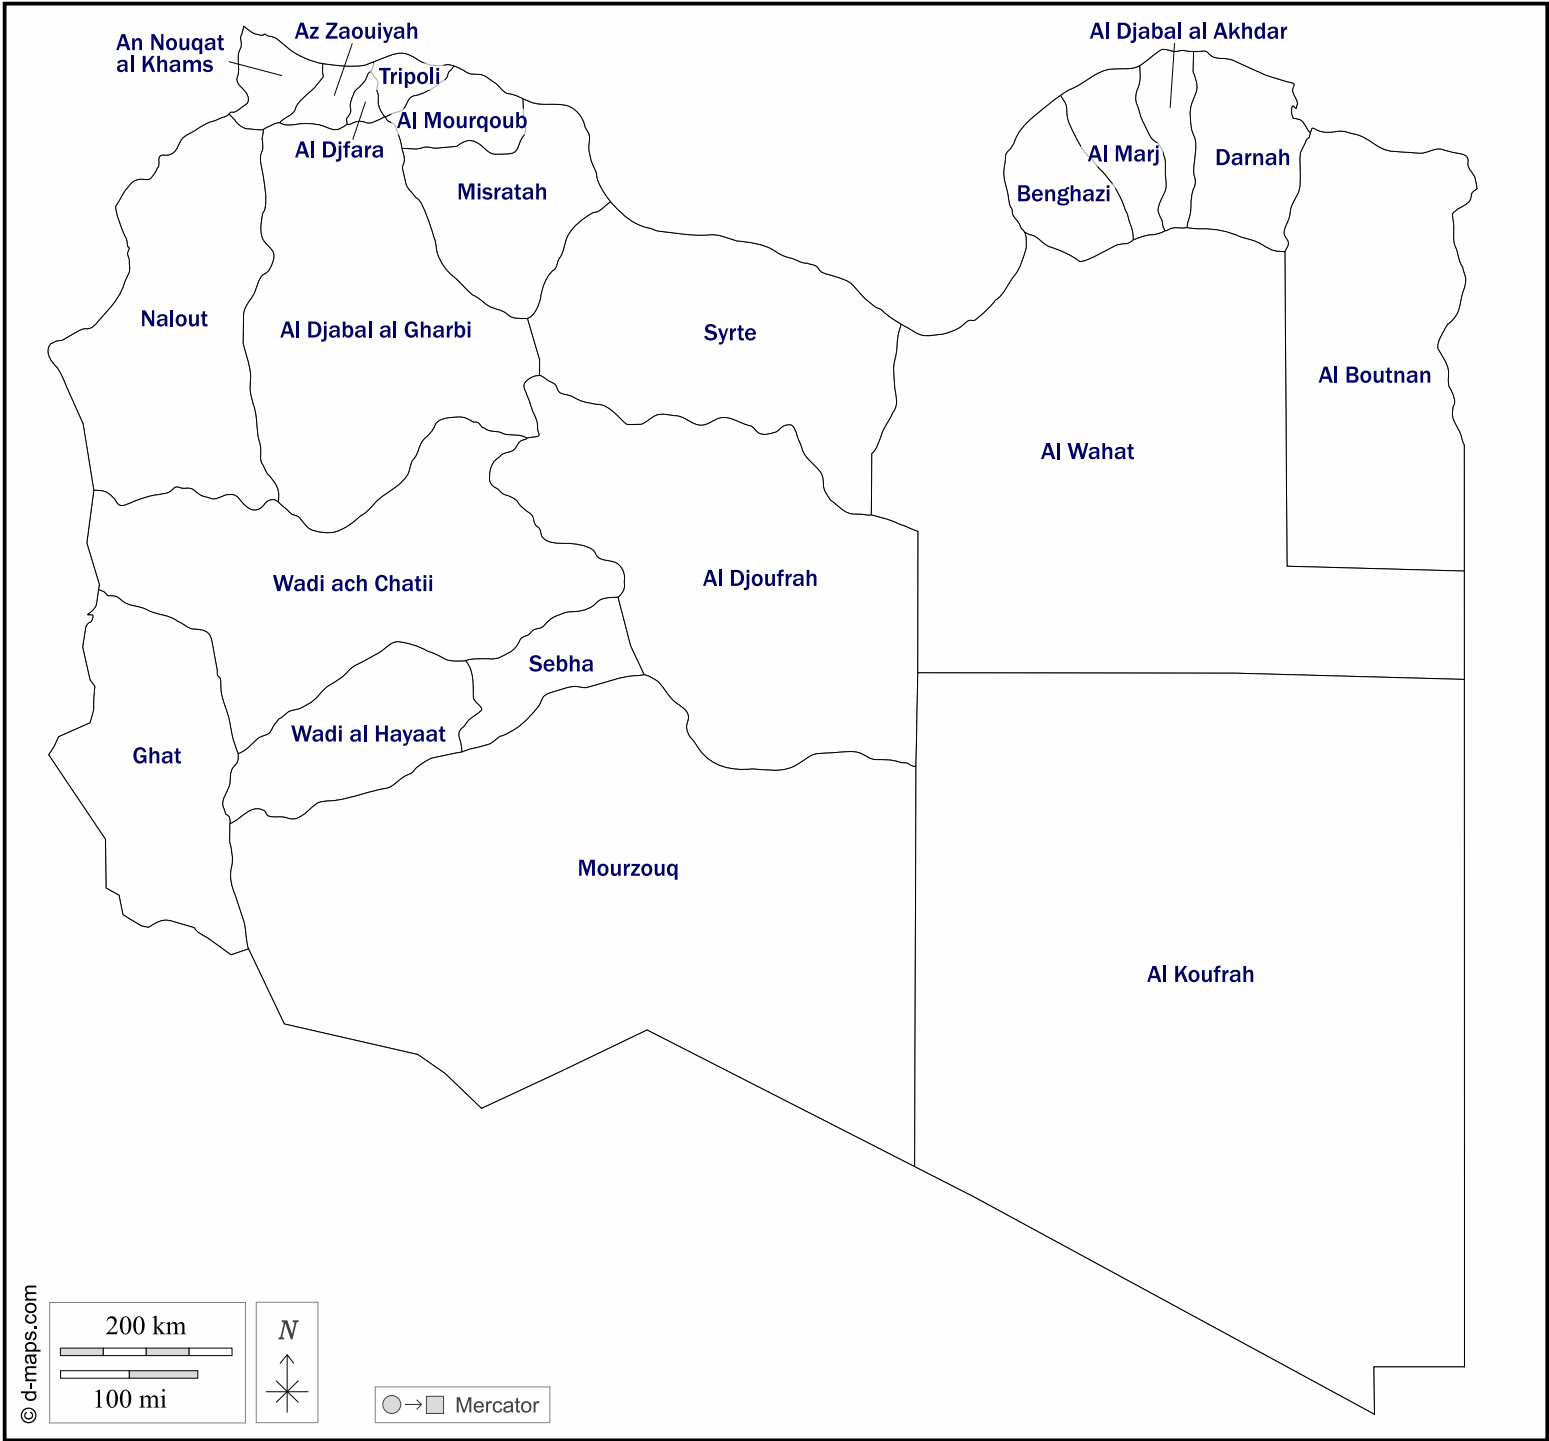 Az Zaouiyah
Al Djabal al Akhdar
An Nouqat
al Khams
Tripoli
Al Mourqoub
Al Djfara
Al Marj
Darnah
Misratah
Benghazi
Nalout
Al Djabal al Gharbi
Syrte
Al Boutnan
Al Wahat
Wadi ach Chatii
Al Djoufrah
Sebha
Wadi al Hayaat
Ghat
Mourzouq
Al Koufrah
© d-maps.com
200 km
100 mi
N
Mercator